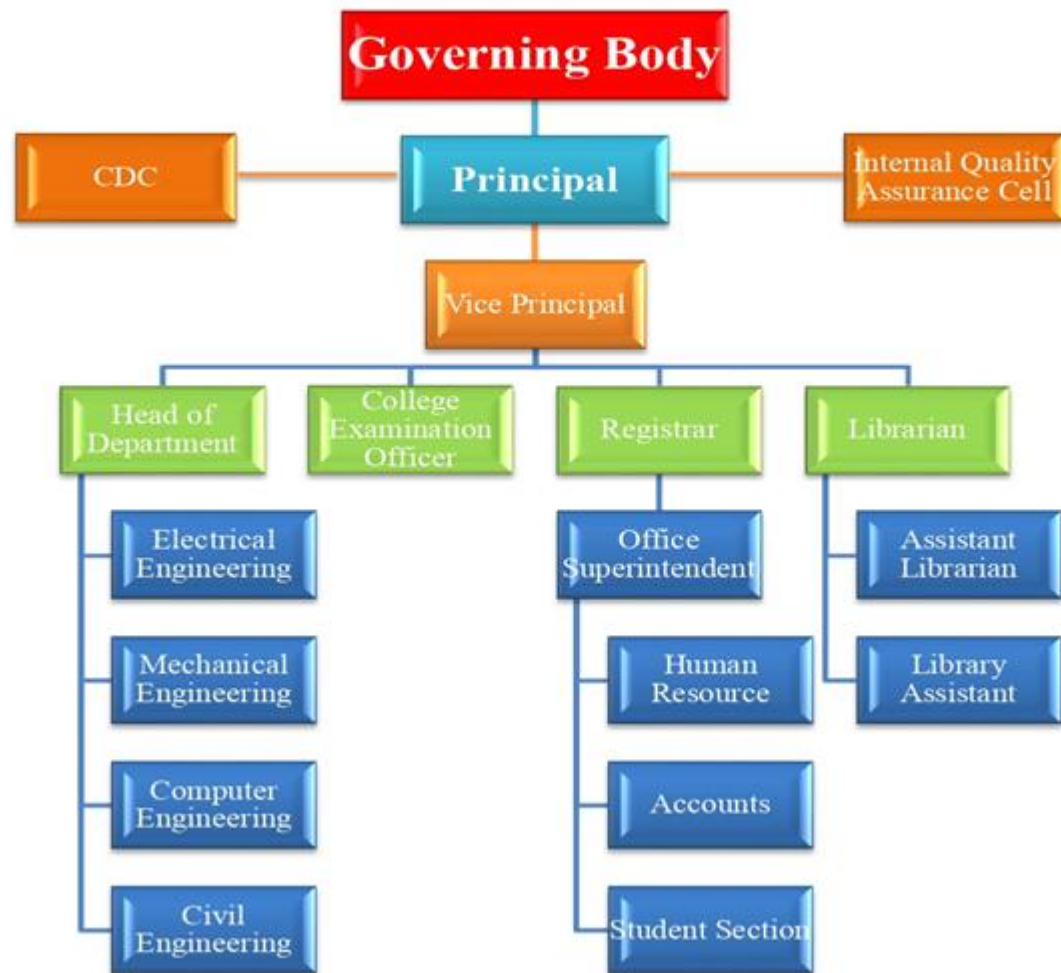 Governing Body
CDC
Principal
Internal Quality
Assurance Cell
Vice Principal
Head of
Department
College
Examination
Officer
Registrar
Librarian
Electrical
Engineering
Office
Superintendent
Assistant
Librarian
Mechanical
Engineering
Human
Resource
Library
Assistant
Computer
Engineering
Accounts
Civil
Engineering
Student Section